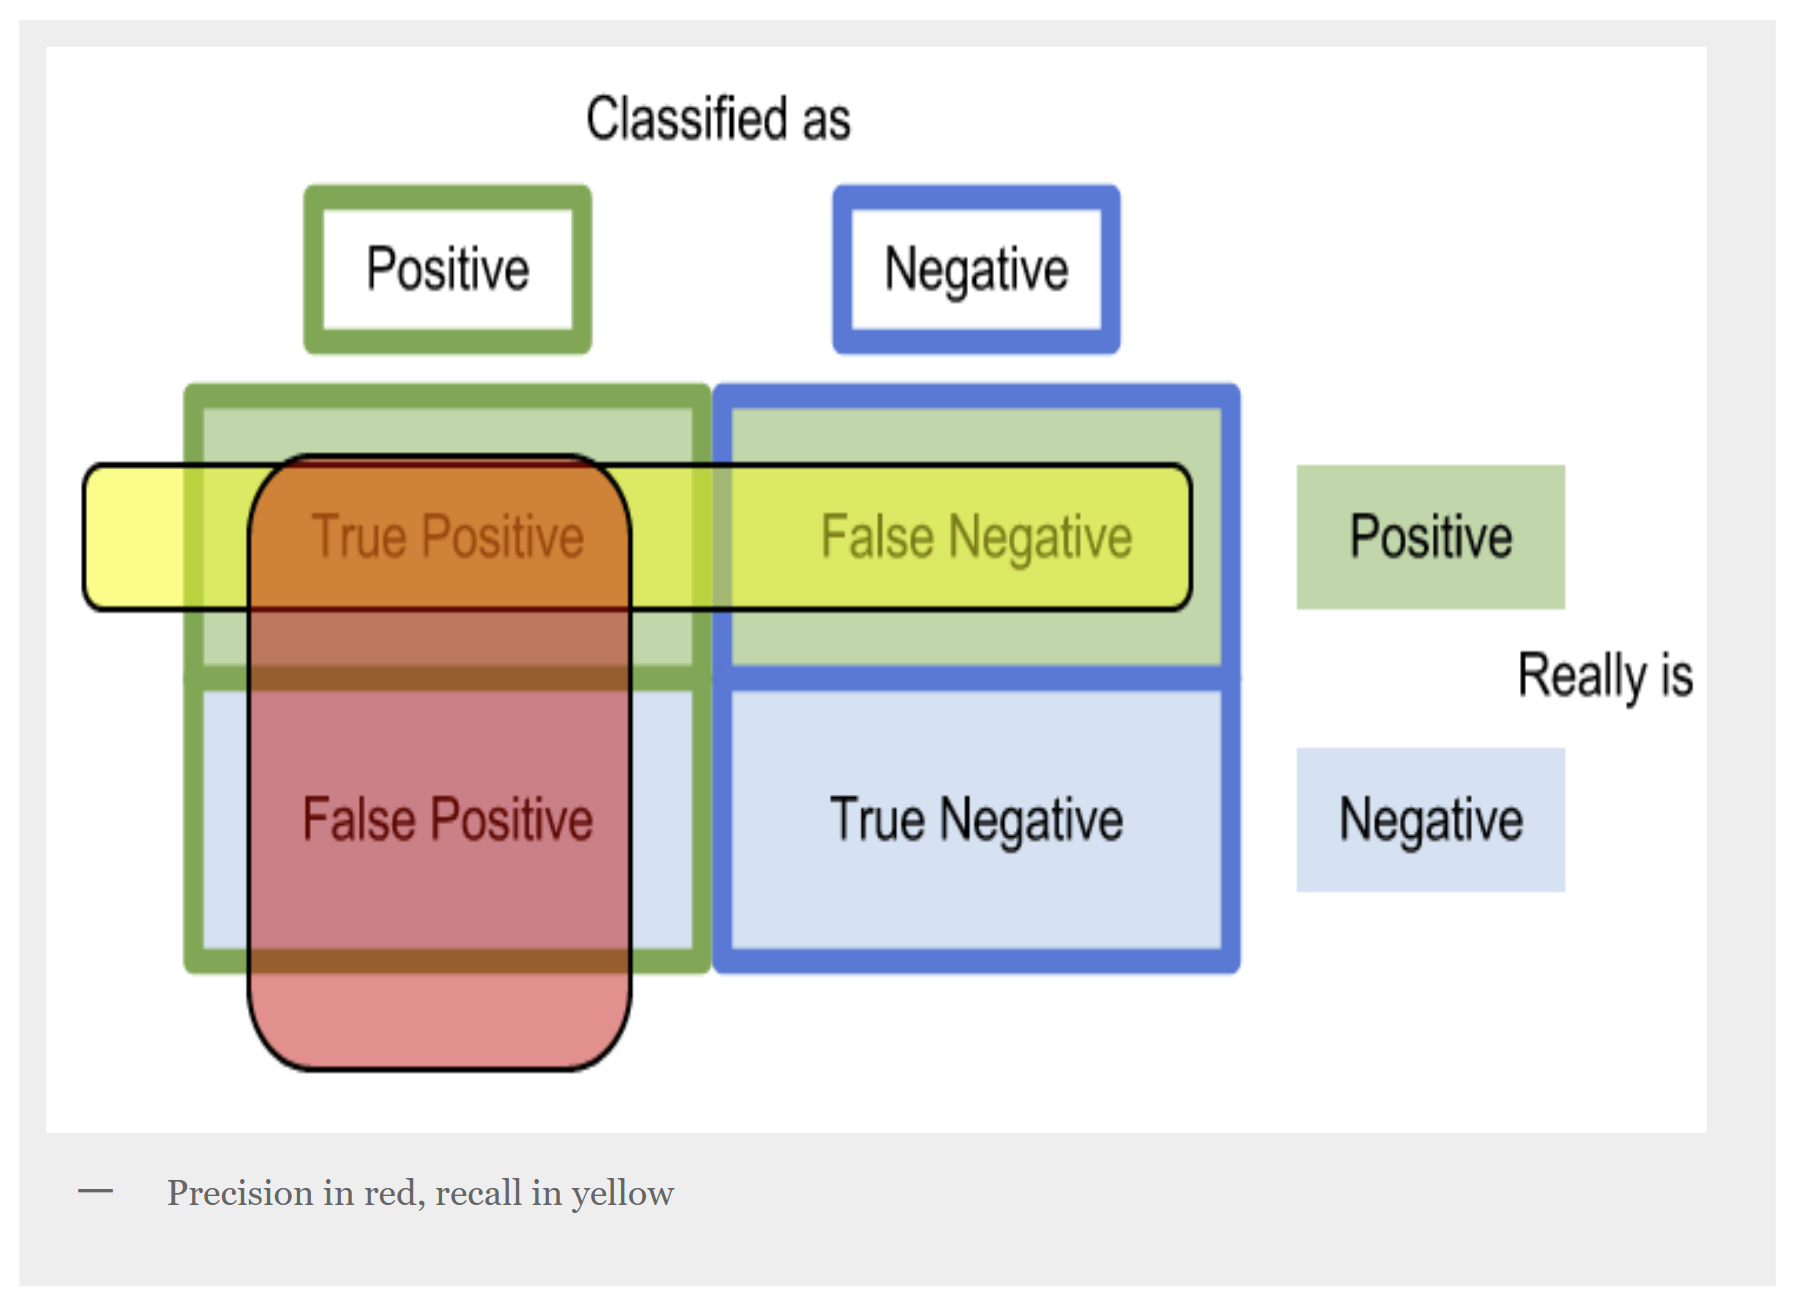 Classified as
Positive
Negative
True Positive
False Negative
Positive
Really is
False Positive
True Negative
Negative
— Precision in red, recall in yellow